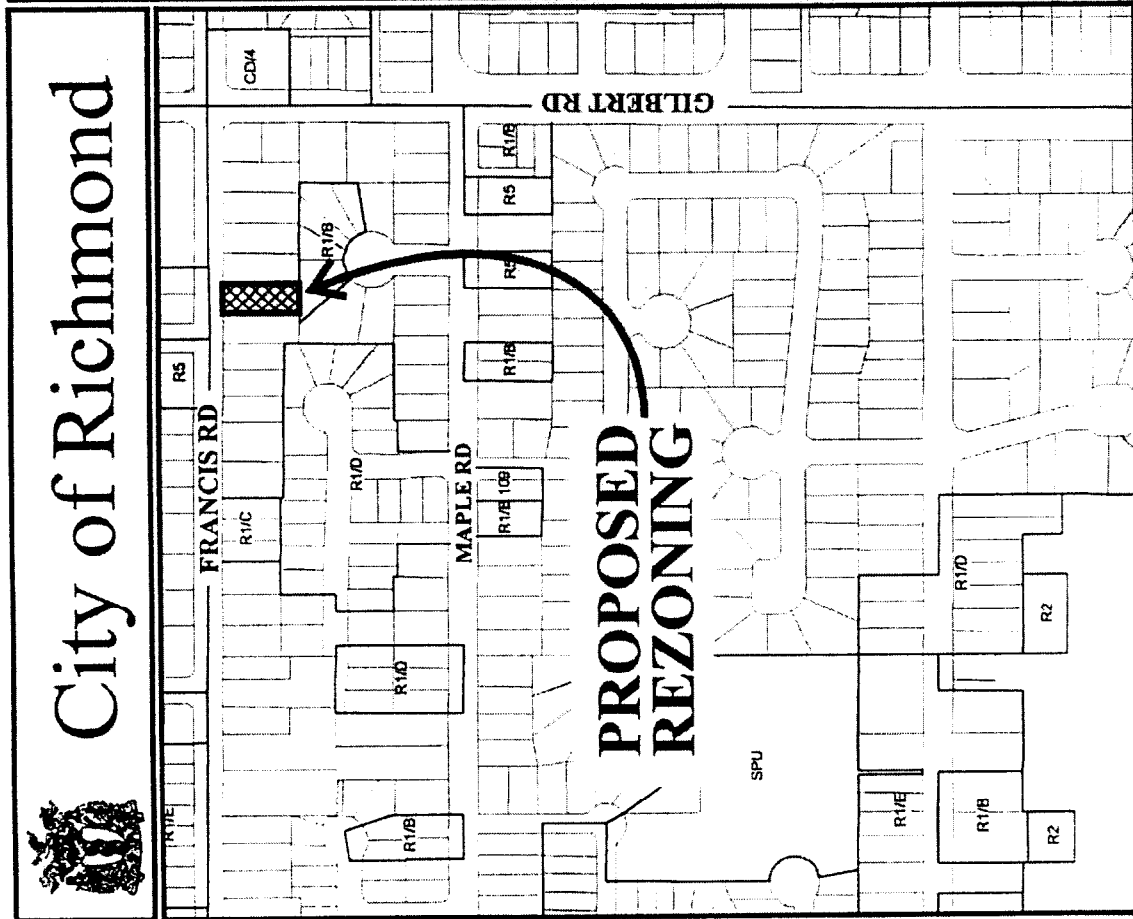 City of Richmond
R1/E
R5
FRANCIS RD
R1/C
CD/4
R1/B
R1/D
R1/D
R1/B
MAPLE RD
R1/E 109
R1/B
R5
R5
R1/B
GILBERT RD
PROPOSED
REZONING
SPU
R1/E
R1/D
R1/B
R2
R2